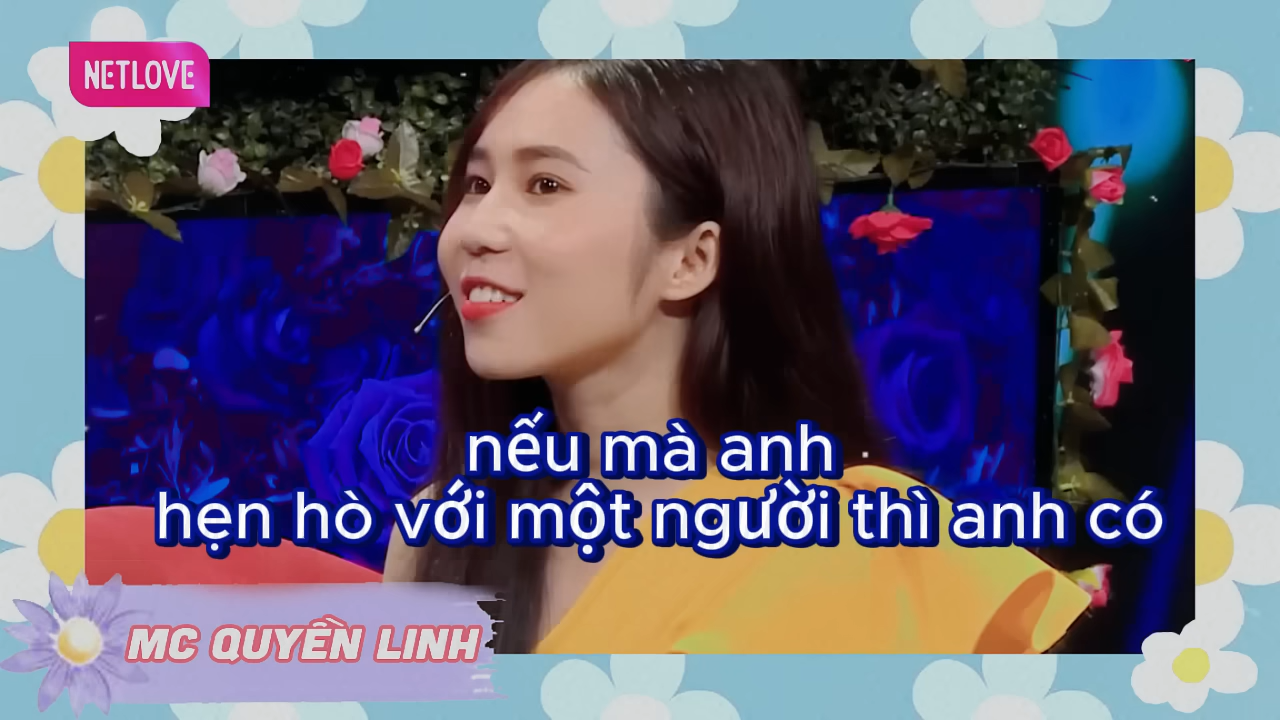 NETLOVE
nếu mà anh
hẹn hò với một người thì anh có
MC QUYỀN LINH